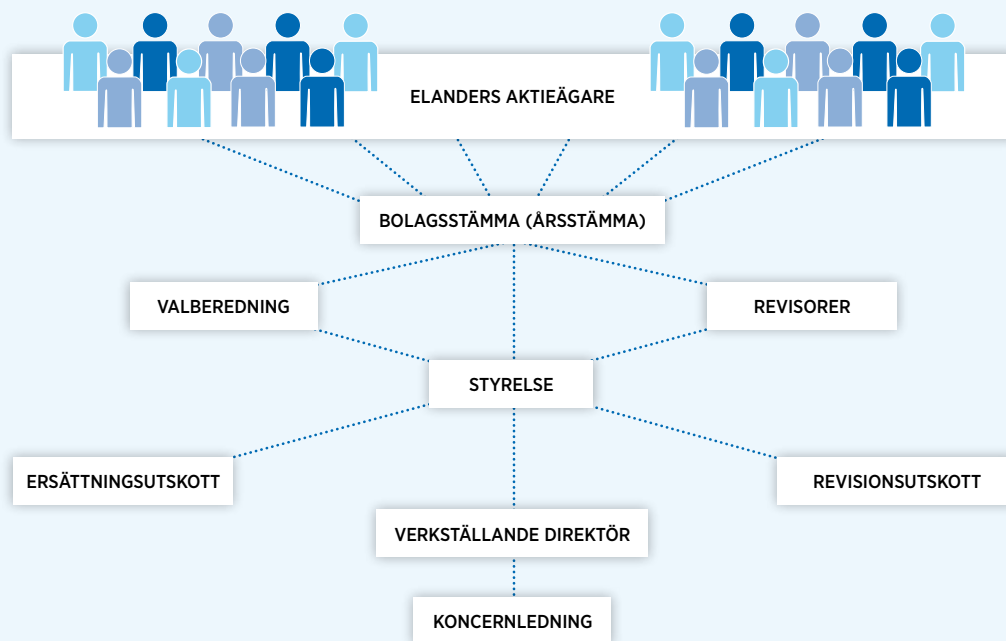 ELANDERS AKTIEÄGARE
BOLAGSSTÄMMA (ÅRSSTÄMMA)
VALBEREDNING
REVISORER
STYRELSE
ERSÄTTNINGSUTSKOTT
REVISIONSUTSKOTT
VERKSTÄLLANDE DIREKTÖR
KONCERNLEDNING